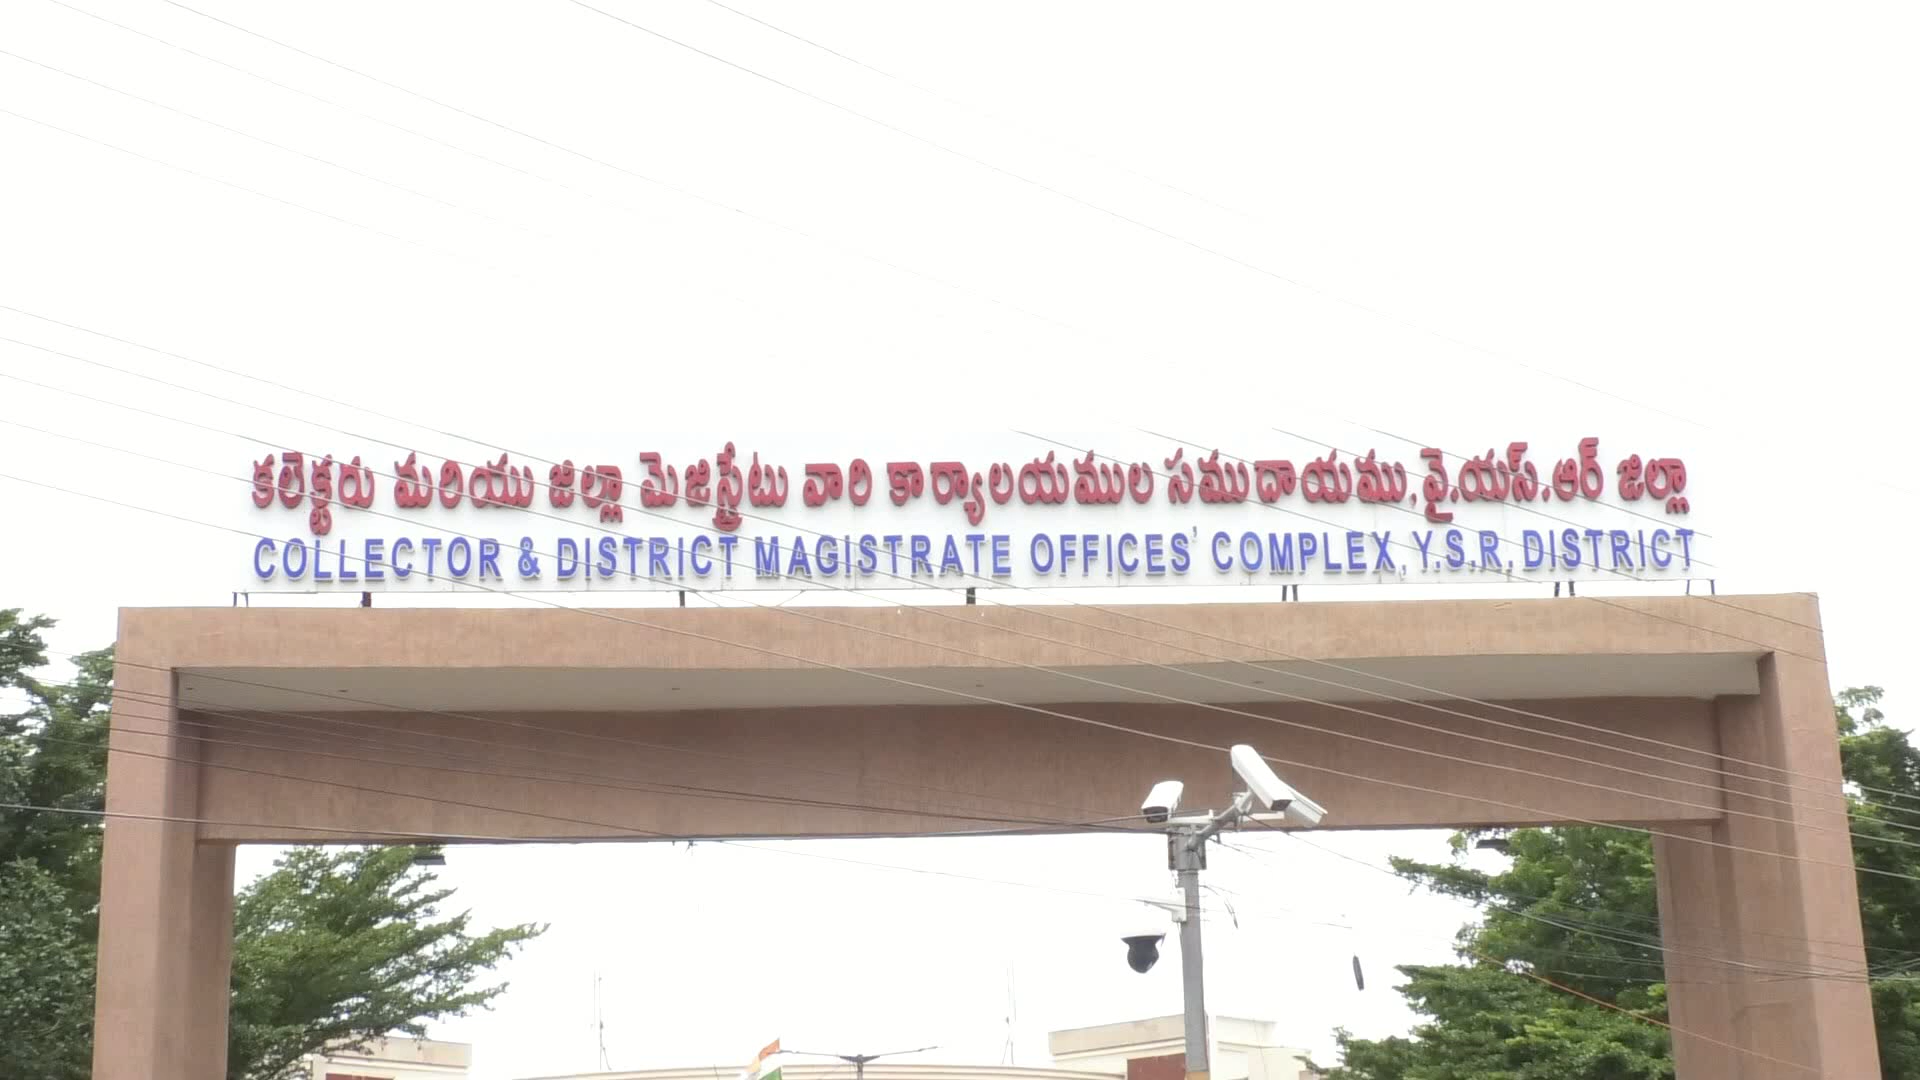 కలెక్టరు మరియు జిల్లా మెజిస్ట్రేటు వారి కార్యాలయముల సముదాయము, వై.యస్.ఆర్ జిల్లా
COLLECTOR & DISTRICT MAGISTRATE OFFICES' COMPLEX, Y.S.R. DISTRICT